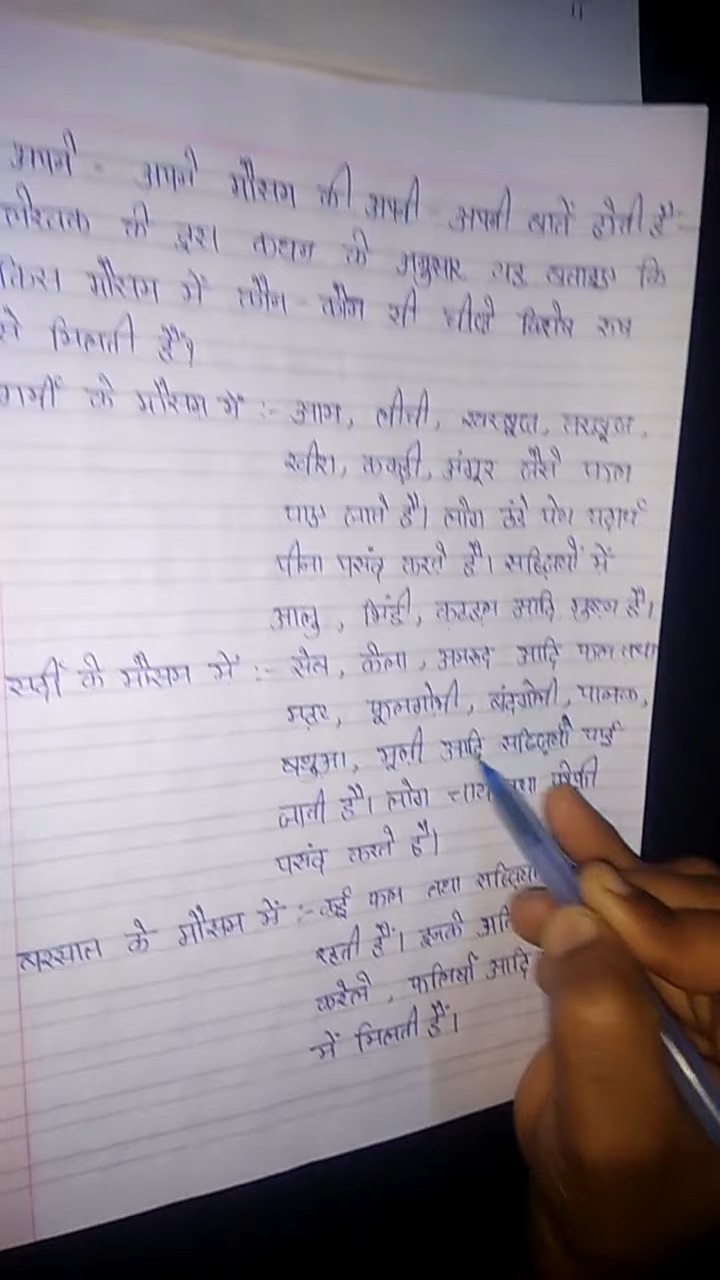 अपने - अपने मौसम की अपनी - अपनी बातें होती हैं -
लेखक के इस कथन के अनुसार यह बताइए कि
किस मौसम में कौन - कौन सी चीजें विशेष रूप
से मिलती हैं?
गर्मी के मौसम में :- आम, लीची, खरबूजा, तरबूज,
खीरा, ककड़ी, अंगूर जैसे फल
पाए जाते है। लोग ठंडे पेय पदार्थ
पीना पसंद करते है। सब्ज़ियों में
आलु, भिंडी, कटहल आदि मुख्य है।
सर्दी के मौसम में :- सेब, केला, अमरूद आदि फल तथा
मटर, फूलगोभी, बंदगोभी, पालक,
बथुआ, मूली आदि सब्ज़ियाँ पाई
जाती है। लोग चाय तथा कॉफी
पसंद करते है।
बरसात के मौसम में :- कई फल तथा
रहती हैं। इनके
करेले, फलियाँ आदि
में मिलती हैं।